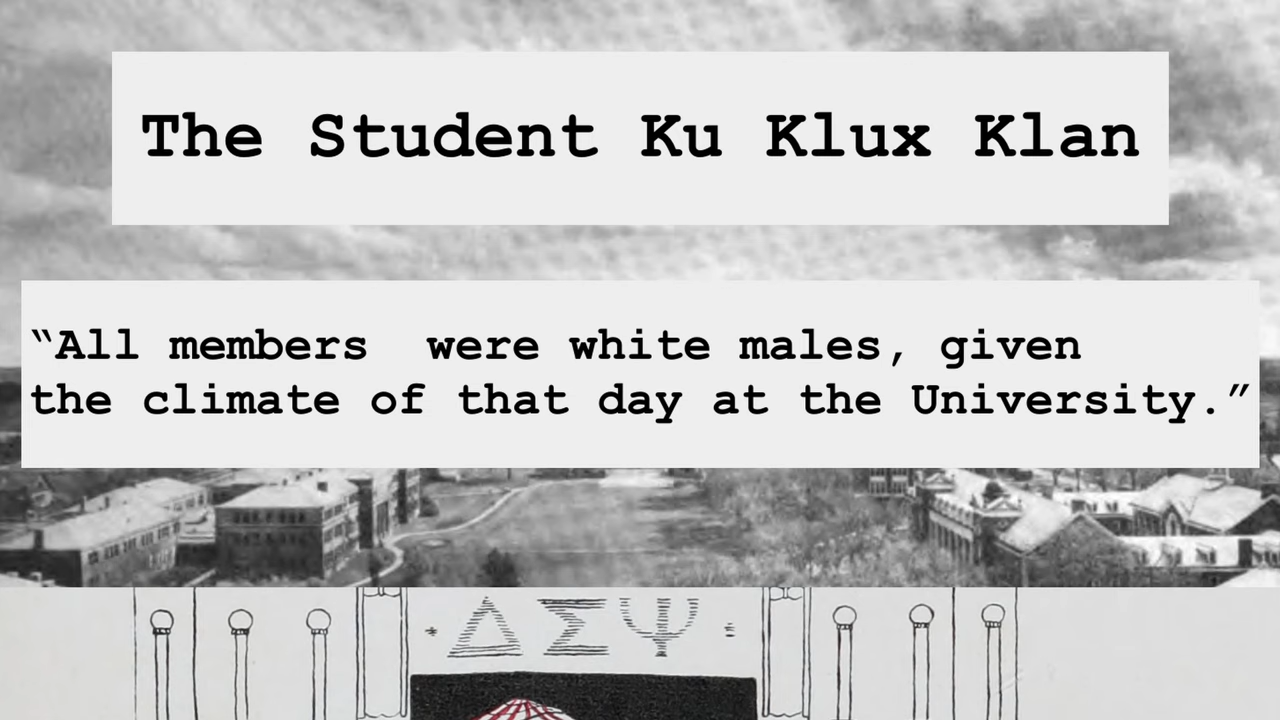 The Student Ku Klux Klan
“All members  were white males, given
the climate of that day at the University.”
ΔΣΨ